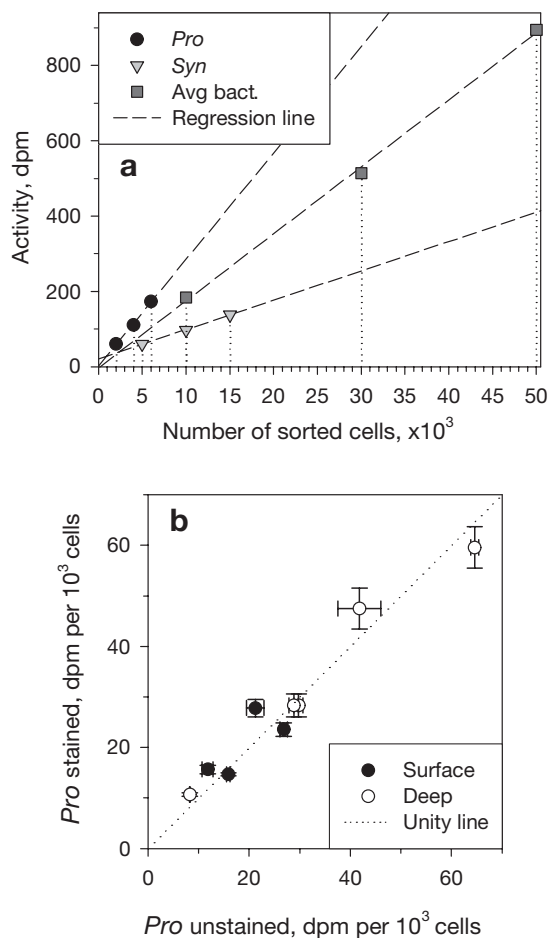 Pro
Syn
Avg bact.
Regression line
a
800
600
400
200
0
Activity, dpm
0 5 10 15 20 25 30 35 40 45 50
Number of sorted cells, x10³
b
60
40
20
0
Pro stained, dpm per 10³ cells
Surface
Deep
Unity line
0 20 40 60
Pro unstained, dpm per 10³ cells